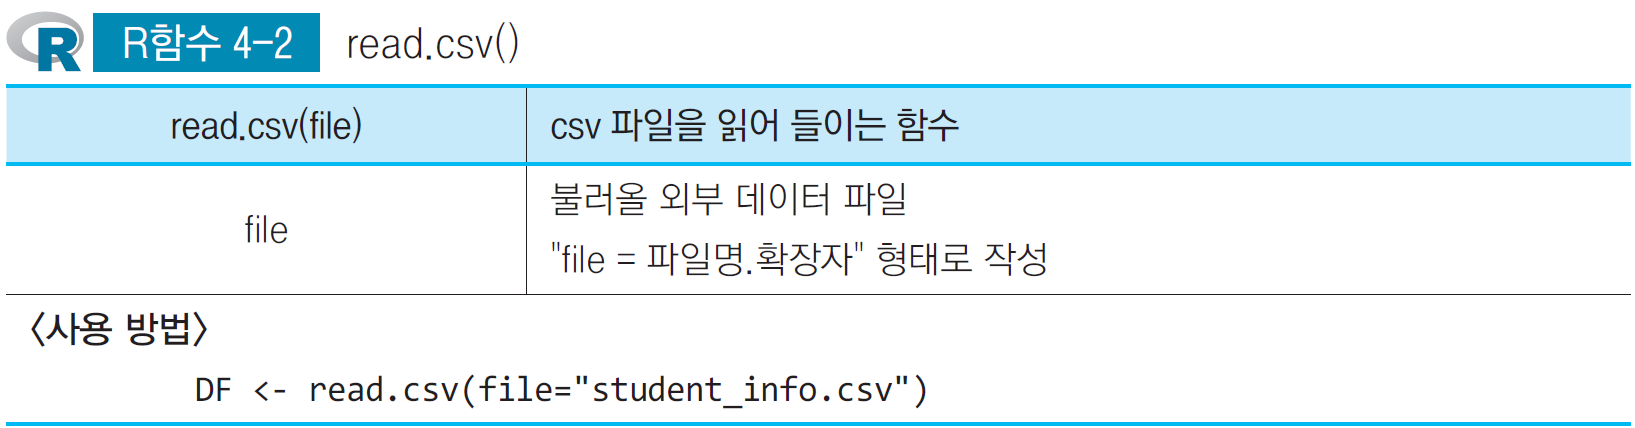 R R함수 4-2 read.csv()
read.csv(file) csv 파일을 읽어 들이는 함수
file
불러올 외부 데이터 파일
"file = 파일명.확장자" 형태로 작성
<사용 방법>
DF <- read.csv(file="student_info.csv")